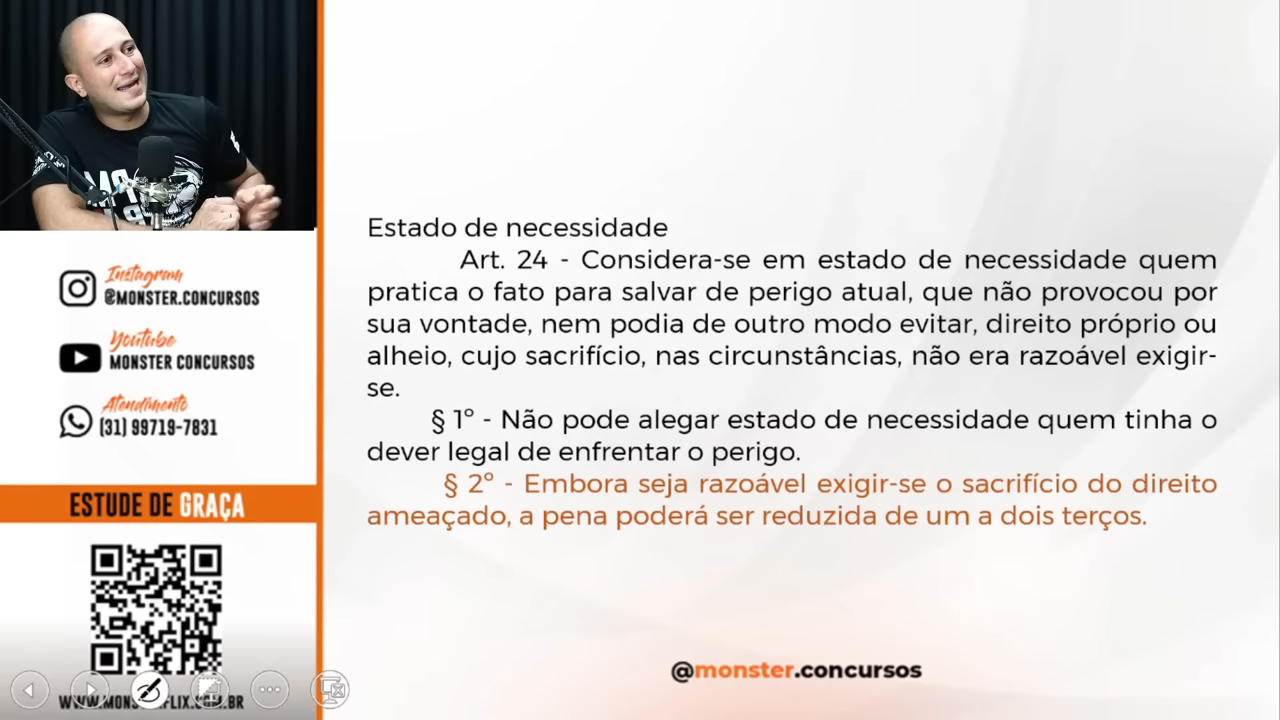 Instagram
@MONSTER.CONCURSOS
Youtube
MONSTER CONCURSOS
Atendimento
(31) 99719-7831
ESTUDE DE GRAÇA
Estado de necessidade
Art. 24 - Considera-se em estado de necessidade quem
pratica o fato para salvar de perigo atual, que não provocou por
sua vontade, nem podia de outro modo evitar, direito próprio ou
alheio, cujo sacrifício, nas circunstâncias, não era razoável exigir-
se.
§ 1º - Não pode alegar estado de necessidade quem tinha o
dever legal de enfrentar o perigo.
§ 2º - Embora seja razoável exigir-se o sacrifício do direito
ameaçado, a pena poderá ser reduzida de um a dois terços.
@monster.concursos